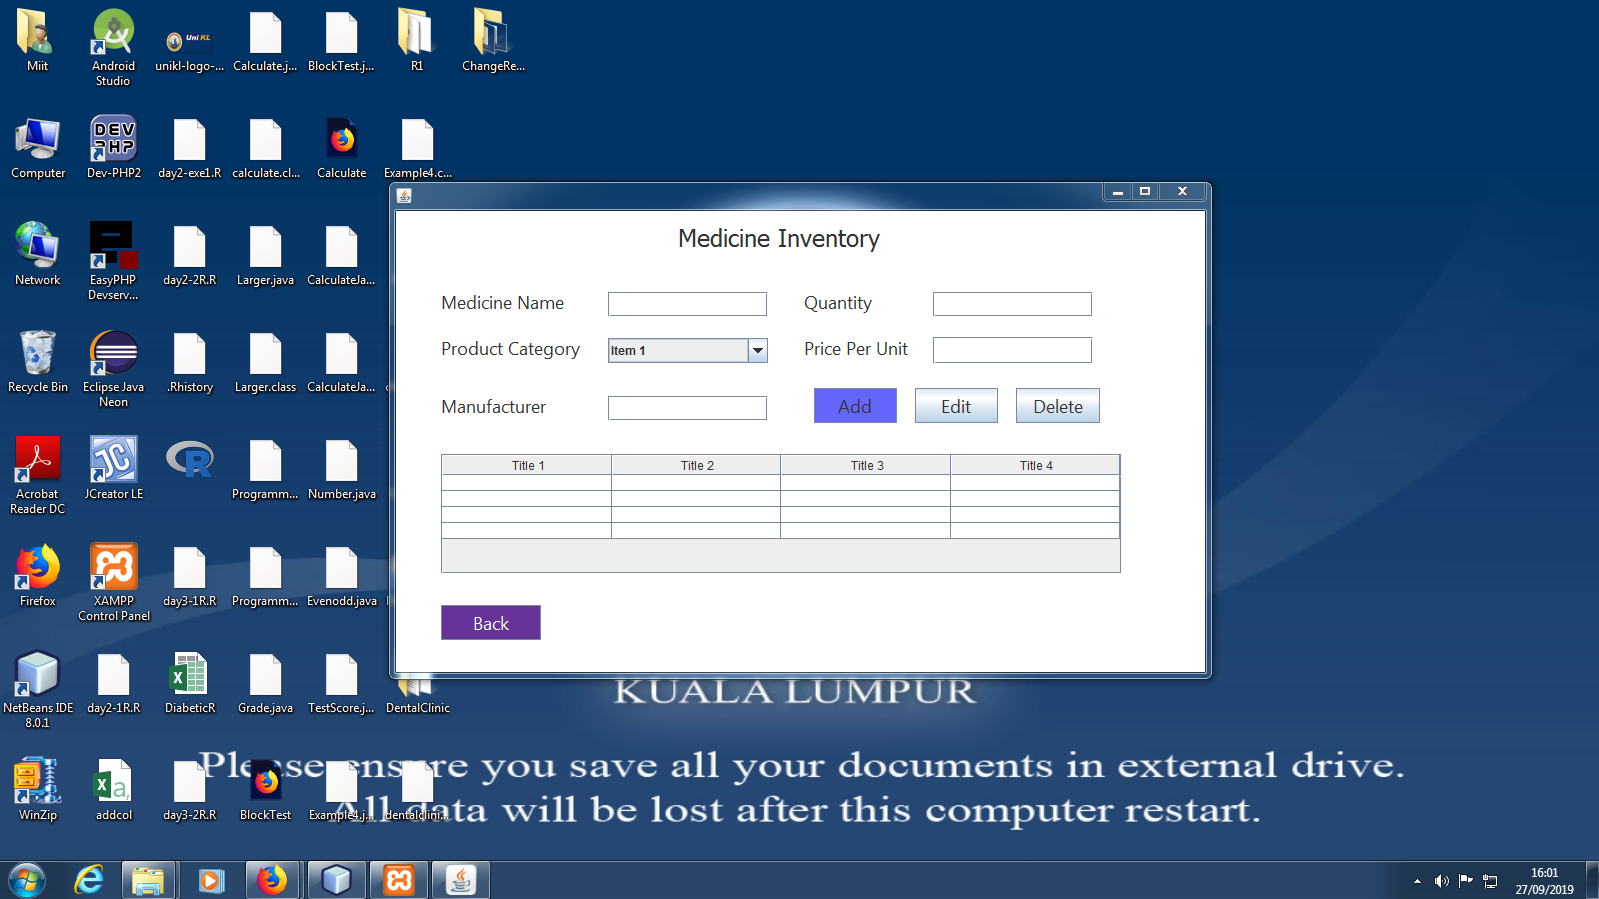 Miit
Android
Studio
Uni KL
unikl-logo-...
Calculate.j...
BlockTest.j...
R1
ChangeRe...
Computer
DEV
PHP
Dev-PHP2
day2-exe1.R
calculate.cl...
Calculate
Example4.c...
Network
EasyPHP
Devserv...
day2-2R.R
Larger.java
CalculateJa...
Recycle Bin
Eclipse Java
Neon
.Rhistory
Larger.class
CalculateJa...
Acrobat
Reader DC
JC
JCreator LE
R
Programm...
Number.java
Firefox
XAMPP
Control Panel
day3-1R.R
Programm...
Evenodd.java
NetBeans IDE
8.0.1
day2-1R.R
DiabeticR
Grade.java
TestScore.j...
DentalClinic
WinZip
addcol
day3-2R.R
BlockTest
Example4.j...
dentalclini...
Medicine Inventory
Medicine Name
Quantity
Product Category
Item 1
Price Per Unit
Manufacturer
Add
Edit
Delete
Title 1
Title 2
Title 3
Title 4
Back
KUALA LUMPUR
Please ensure you save all your documents in external drive.
All data will be lost after this computer restart.
16:01
27/09/2019